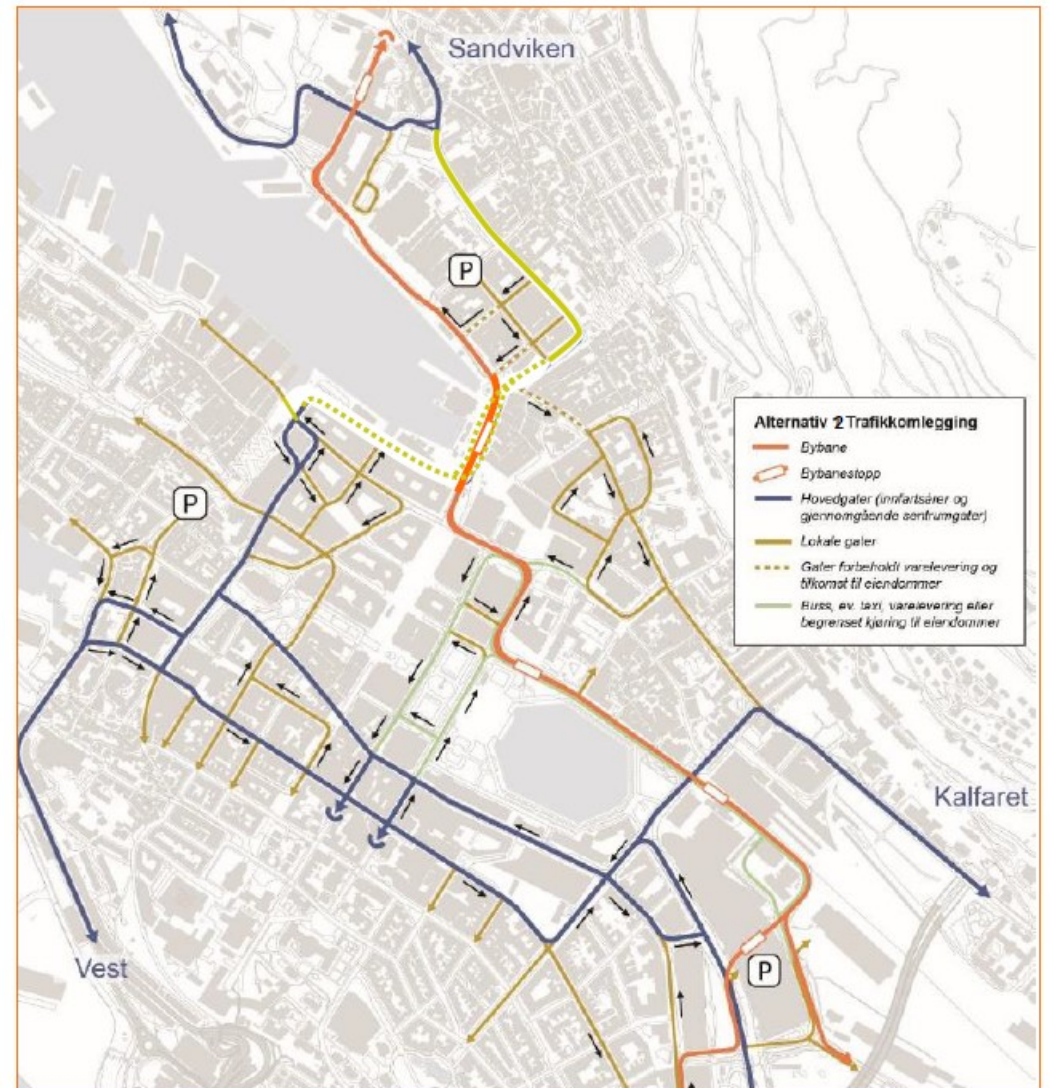 Sandviken
P
Alternativ 2 Trafikkomlegging
Bybane
Bybanestopp
Hovedgater (innfartsårer og
gjennomgående sentrumgater)
P
Lokale gater
Gater forbeholdt varelevering og
tilkomst til eiendommer
Buss, ev. taxi, varelevering eller
begrenset kjøring til eiendommer
Kalfaret
Vest
P